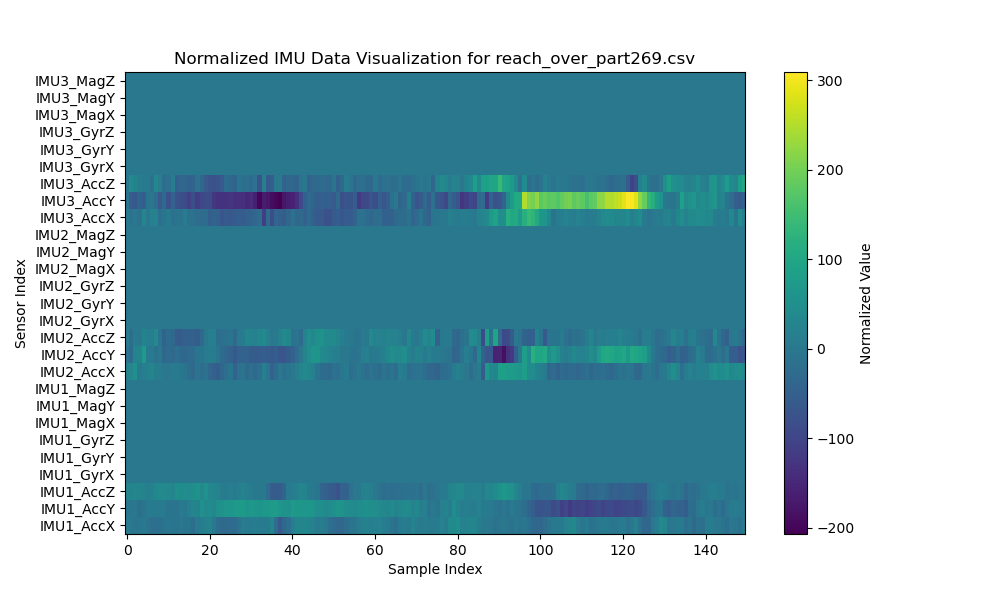 Normalized IMU Data Visualization for reach_over_part269.csv
IMU3_MagZ
IMU3_MagY
IMU3_MagX
IMU3_GyrZ
IMU3_GyrY
IMU3_GyrX
IMU3_AccZ
IMU3_AccY
IMU3_AccX
IMU2_MagZ
IMU2_MagY
IMU2_MagX
IMU2_GyrZ
IMU2_GyrY
IMU2_GyrX
IMU2_AccZ
IMU2_AccY
IMU2_AccX
IMU1_MagZ
IMU1_MagY
IMU1_MagX
IMU1_GyrZ
IMU1_GyrY
IMU1_GyrX
IMU1_AccZ
IMU1_AccY
IMU1_AccX
Sensor Index
0 20 40 60 80 100 120 140
Sample Index
300
200
100
0
−100
−200
Normalized Value